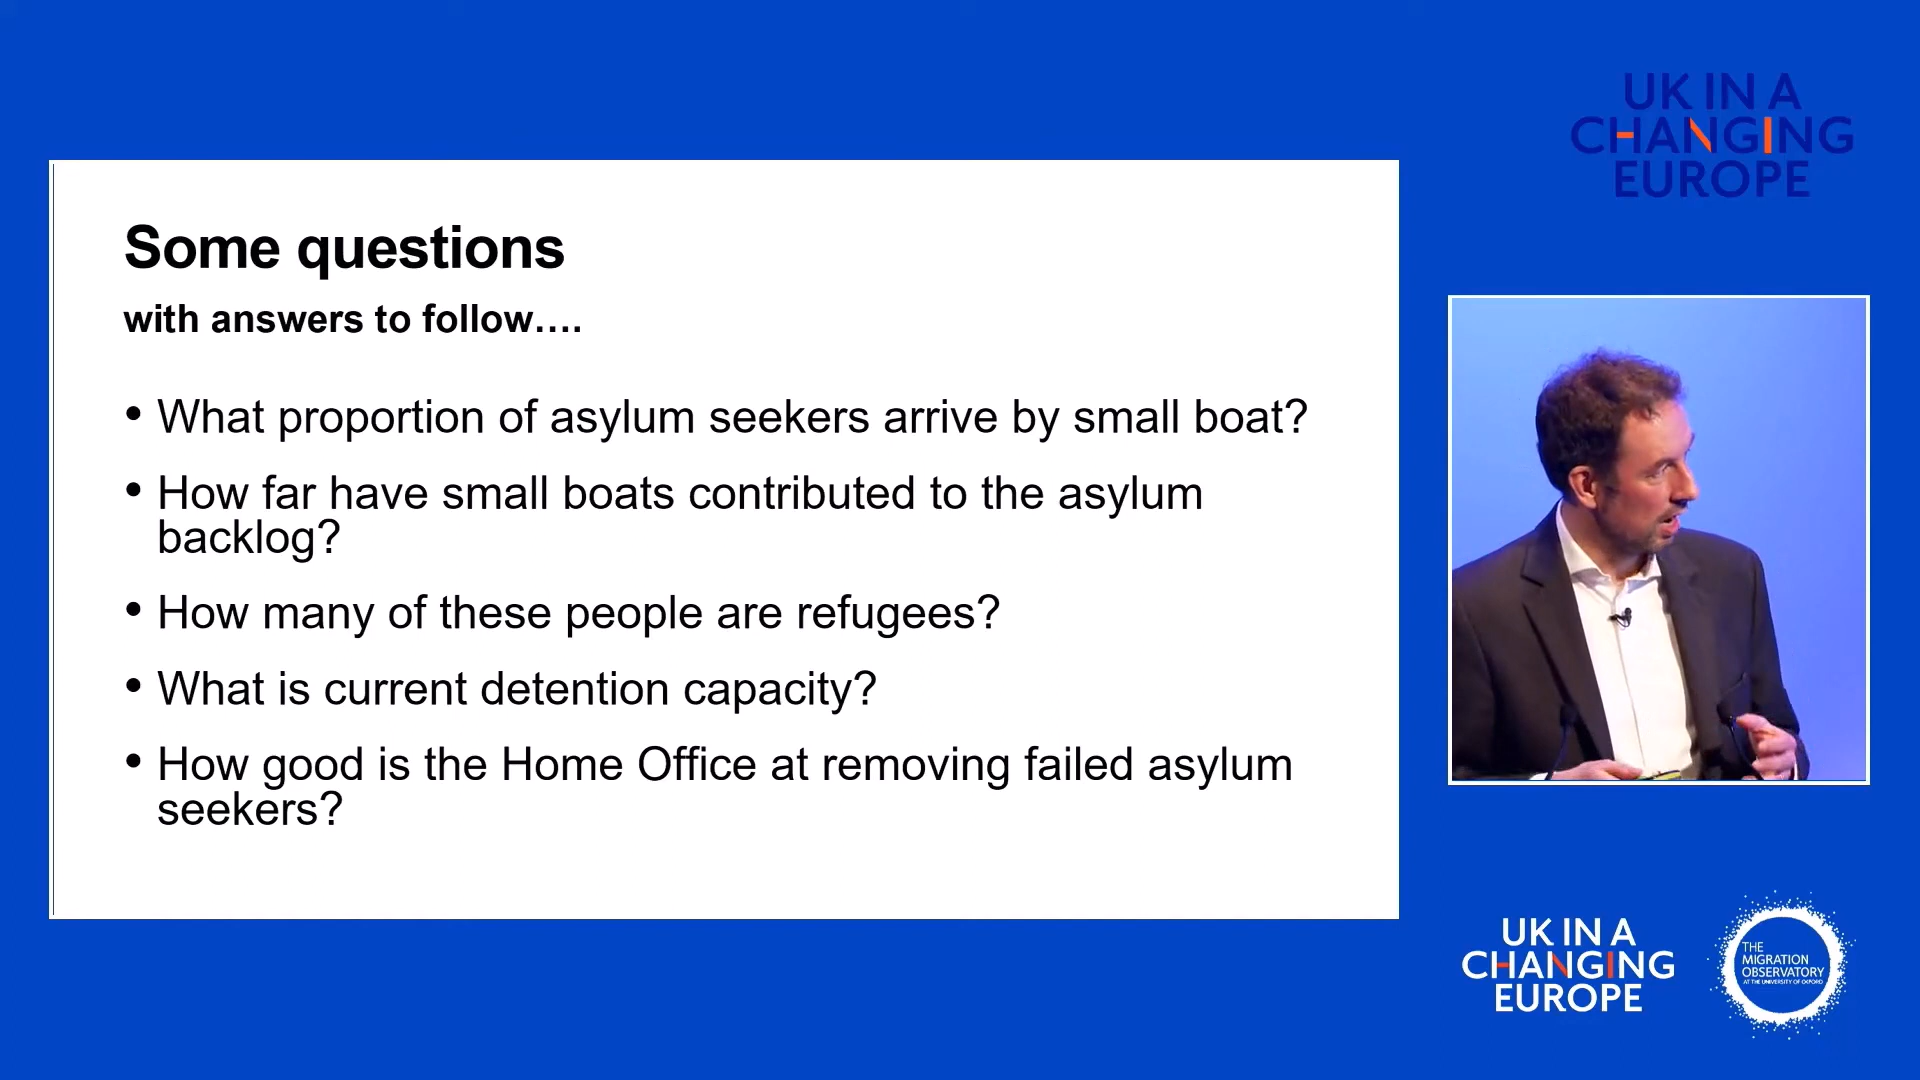 UK IN A
CHANGING
EUROPE
Some questions
with answers to follow….
• What proportion of asylum seekers arrive by small boat?
• How far have small boats contributed to the asylum
backlog?
• How many of these people are refugees?
• What is current detention capacity?
• How good is the Home Office at removing failed asylum
seekers?
UK IN A
CHANGING
EUROPE
THE
MIGRATION
OBSERVATORY
AT THE UNIVERSITY OF OXFORD